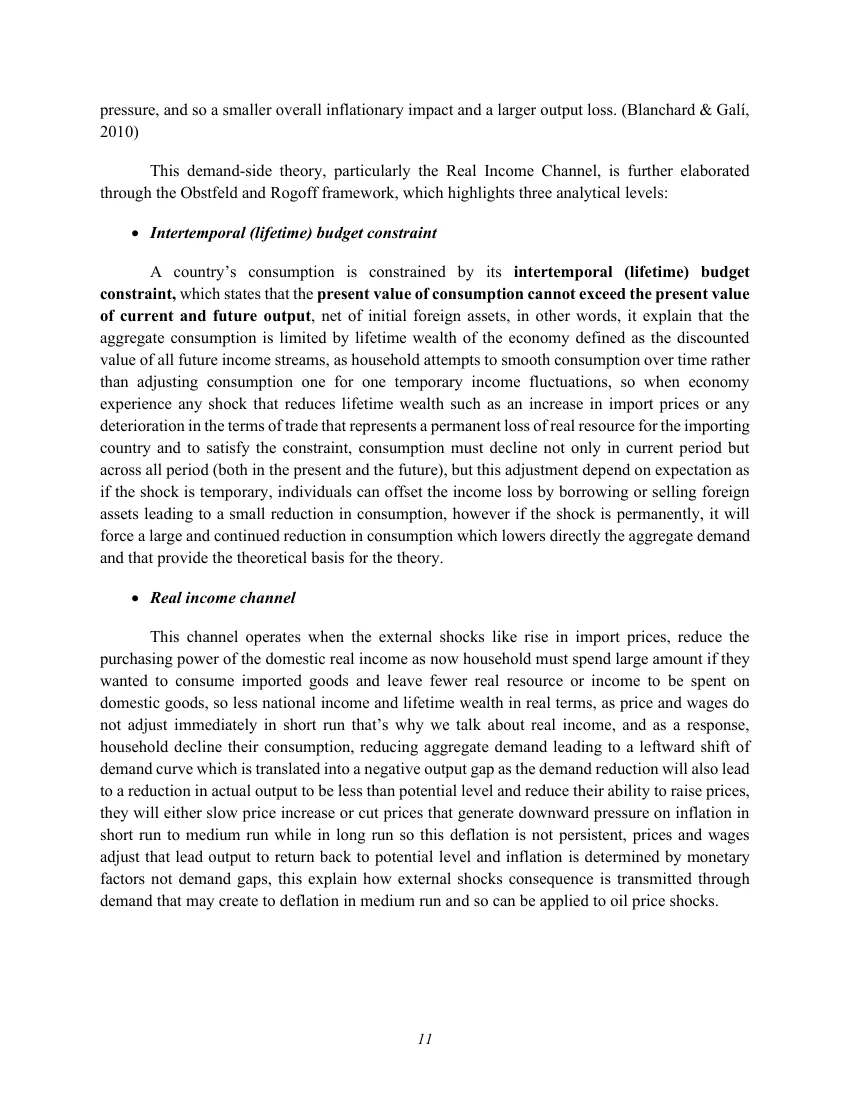 pressure, and so a smaller overall inflationary impact and a larger output loss. (Blanchard & Galí,
2010)
This demand-side theory, particularly the Real Income Channel, is further elaborated
through the Obstfeld and Rogoff framework, which highlights three analytical levels:
• Intertemporal (lifetime) budget constraint
A country's consumption is constrained by its intertemporal (lifetime) budget
constraint, which states that the present value of consumption cannot exceed the present value
of current and future output, net of initial foreign assets, in other words, it explain that the
aggregate consumption is limited by lifetime wealth of the economy defined as the discounted
value of all future income streams, as household attempts to smooth consumption over time rather
than adjusting consumption one for one temporary income fluctuations, so when economy
experience any shock that reduces lifetime wealth such as an increase in import prices or any
deterioration in the terms of trade that represents a permanent loss of real resource for the importing
country and to satisfy the constraint, consumption must decline not only in current period but
across all period (both in the present and the future), but this adjustment depend on expectation as
if the shock is temporary, individuals can offset the income loss by borrowing or selling foreign
assets leading to a small reduction in consumption, however if the shock is permanently, it will
force a large and continued reduction in consumption which lowers directly the aggregate demand
and that provide the theoretical basis for the theory.
• Real income channel
This channel operates when the external shocks like rise in import prices, reduce the
purchasing power of the domestic real income as now household must spend large amount if they
wanted to consume imported goods and leave fewer real resource or income to be spent on
domestic goods, so less national income and lifetime wealth in real terms, as price and wages do
not adjust immediately in short run that's why we talk about real income, and as a response,
household decline their consumption, reducing aggregate demand leading to a leftward shift of
demand curve which is translated into a negative output gap as the demand reduction will also lead
to a reduction in actual output to be less than potential level and reduce their ability to raise prices,
they will either slow price increase or cut prices that generate downward pressure on inflation in
short run to medium run while in long run so this deflation is not persistent, prices and wages
adjust that lead output to return back to potential level and inflation is determined by monetary
factors not demand gaps, this explain how external shocks consequence is transmitted through
demand that may create to deflation in medium run and so can be applied to oil price shocks.
11